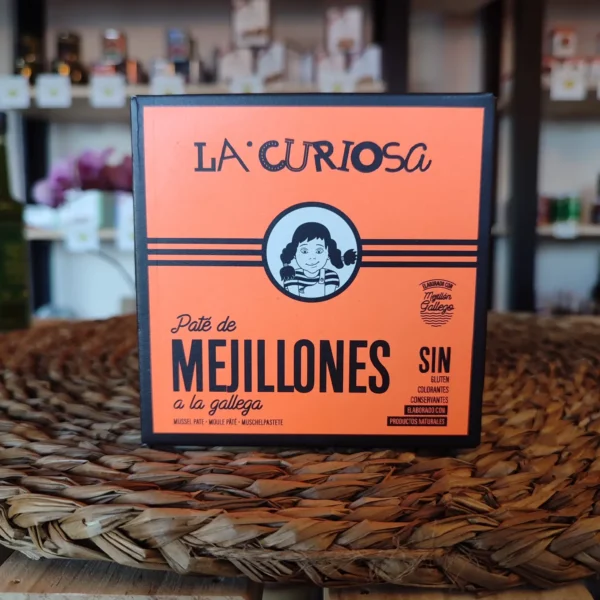 LA CURIOSA
ELABORADO CON
Mejillón
Gallego
Paté de
MEJILLONES
a la gallega
MUSSEL PATE • MOULE PÂTÉ • MUSCHELPASTETE
SIN
GLUTEN
COLORANTES
CONSERVANTES
ELABORADO CON
PRODUCTOS NATURALES